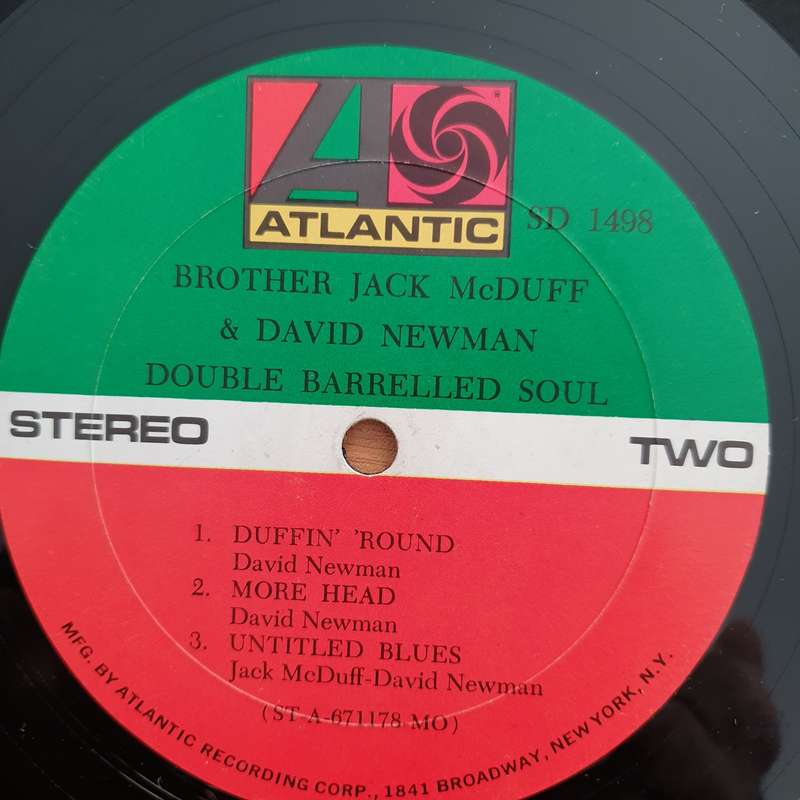 ATLANTIC
SD 1498
BROTHER JACK McDUFF
& DAVID NEWMAN
DOUBLE BARRELLED SOUL
STEREO
TWO
1. DUFFIN' 'ROUND
David Newman
2. MORE HEAD
David Newman
3. UNTITLED BLUES
Jack McDuff-David Newman
(ST-A-671178 MO)
MFG. BY ATLANTIC RECORDING CORP., 1841 BROADWAY, NEW YORK, N.Y.